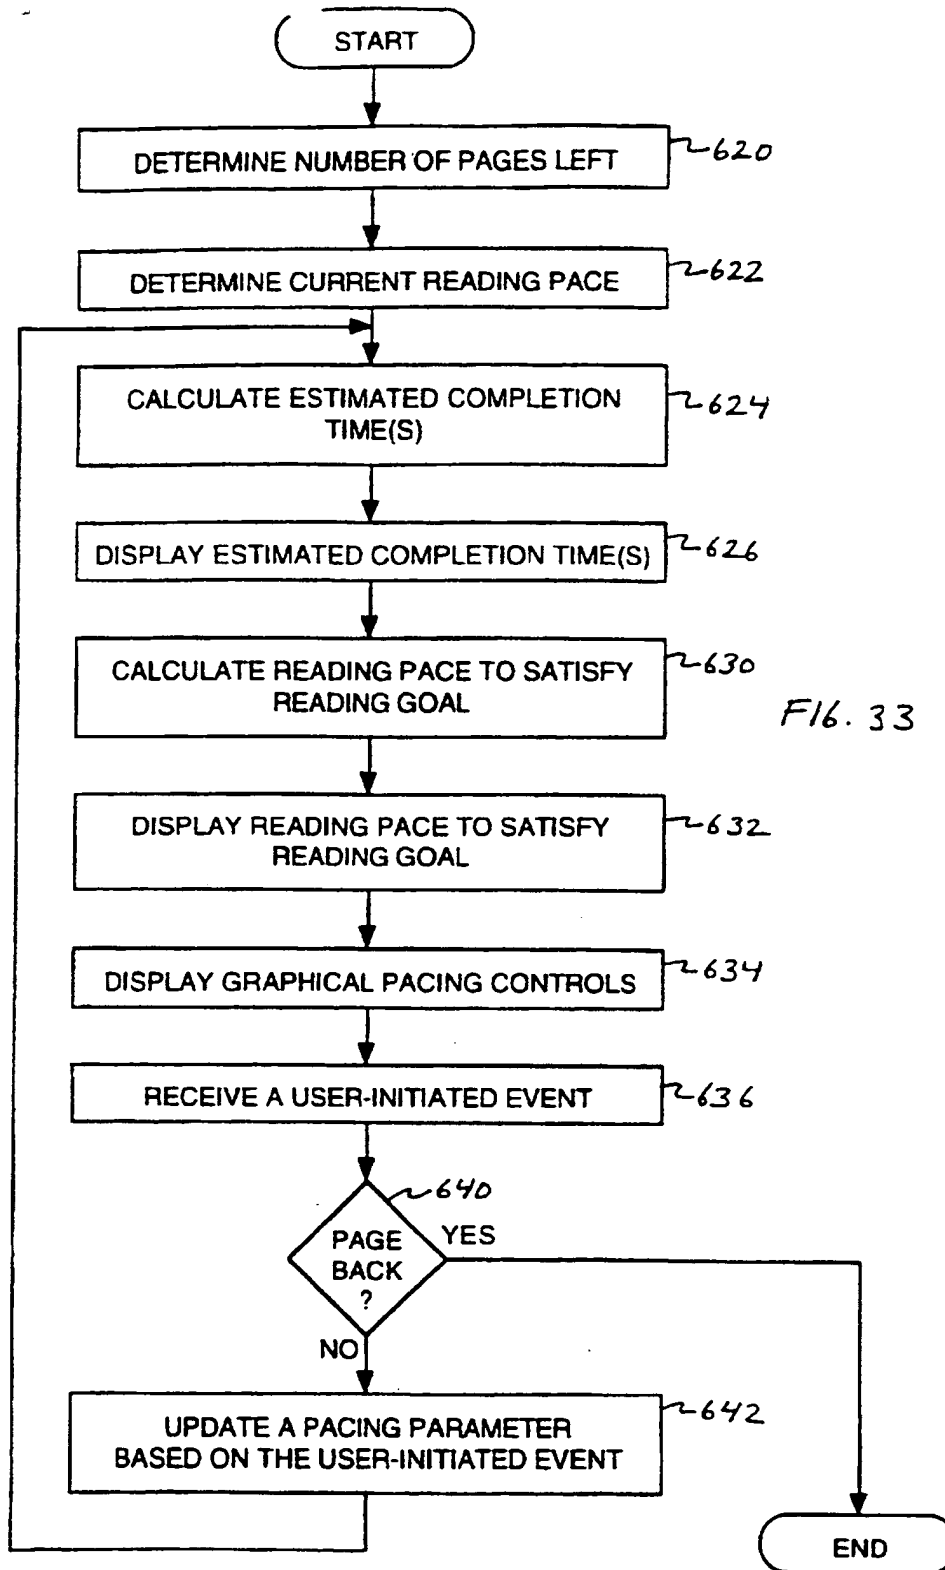 START
DETERMINE NUMBER OF PAGES LEFT
620
DETERMINE CURRENT READING PACE
622
CALCULATE ESTIMATED COMPLETION
TIME(S)
624
DISPLAY ESTIMATED COMPLETION TIME(S)
626
CALCULATE READING PACE TO SATISFY
READING GOAL
630
FIG. 33
DISPLAY READING PACE TO SATISFY
READING GOAL
632
DISPLAY GRAPHICAL PACING CONTROLS
634
RECEIVE A USER-INITIATED EVENT
636
640
PAGE
BACK
?
YES
NO
UPDATE A PACING PARAMETER
BASED ON THE USER-INITIATED EVENT
642
END